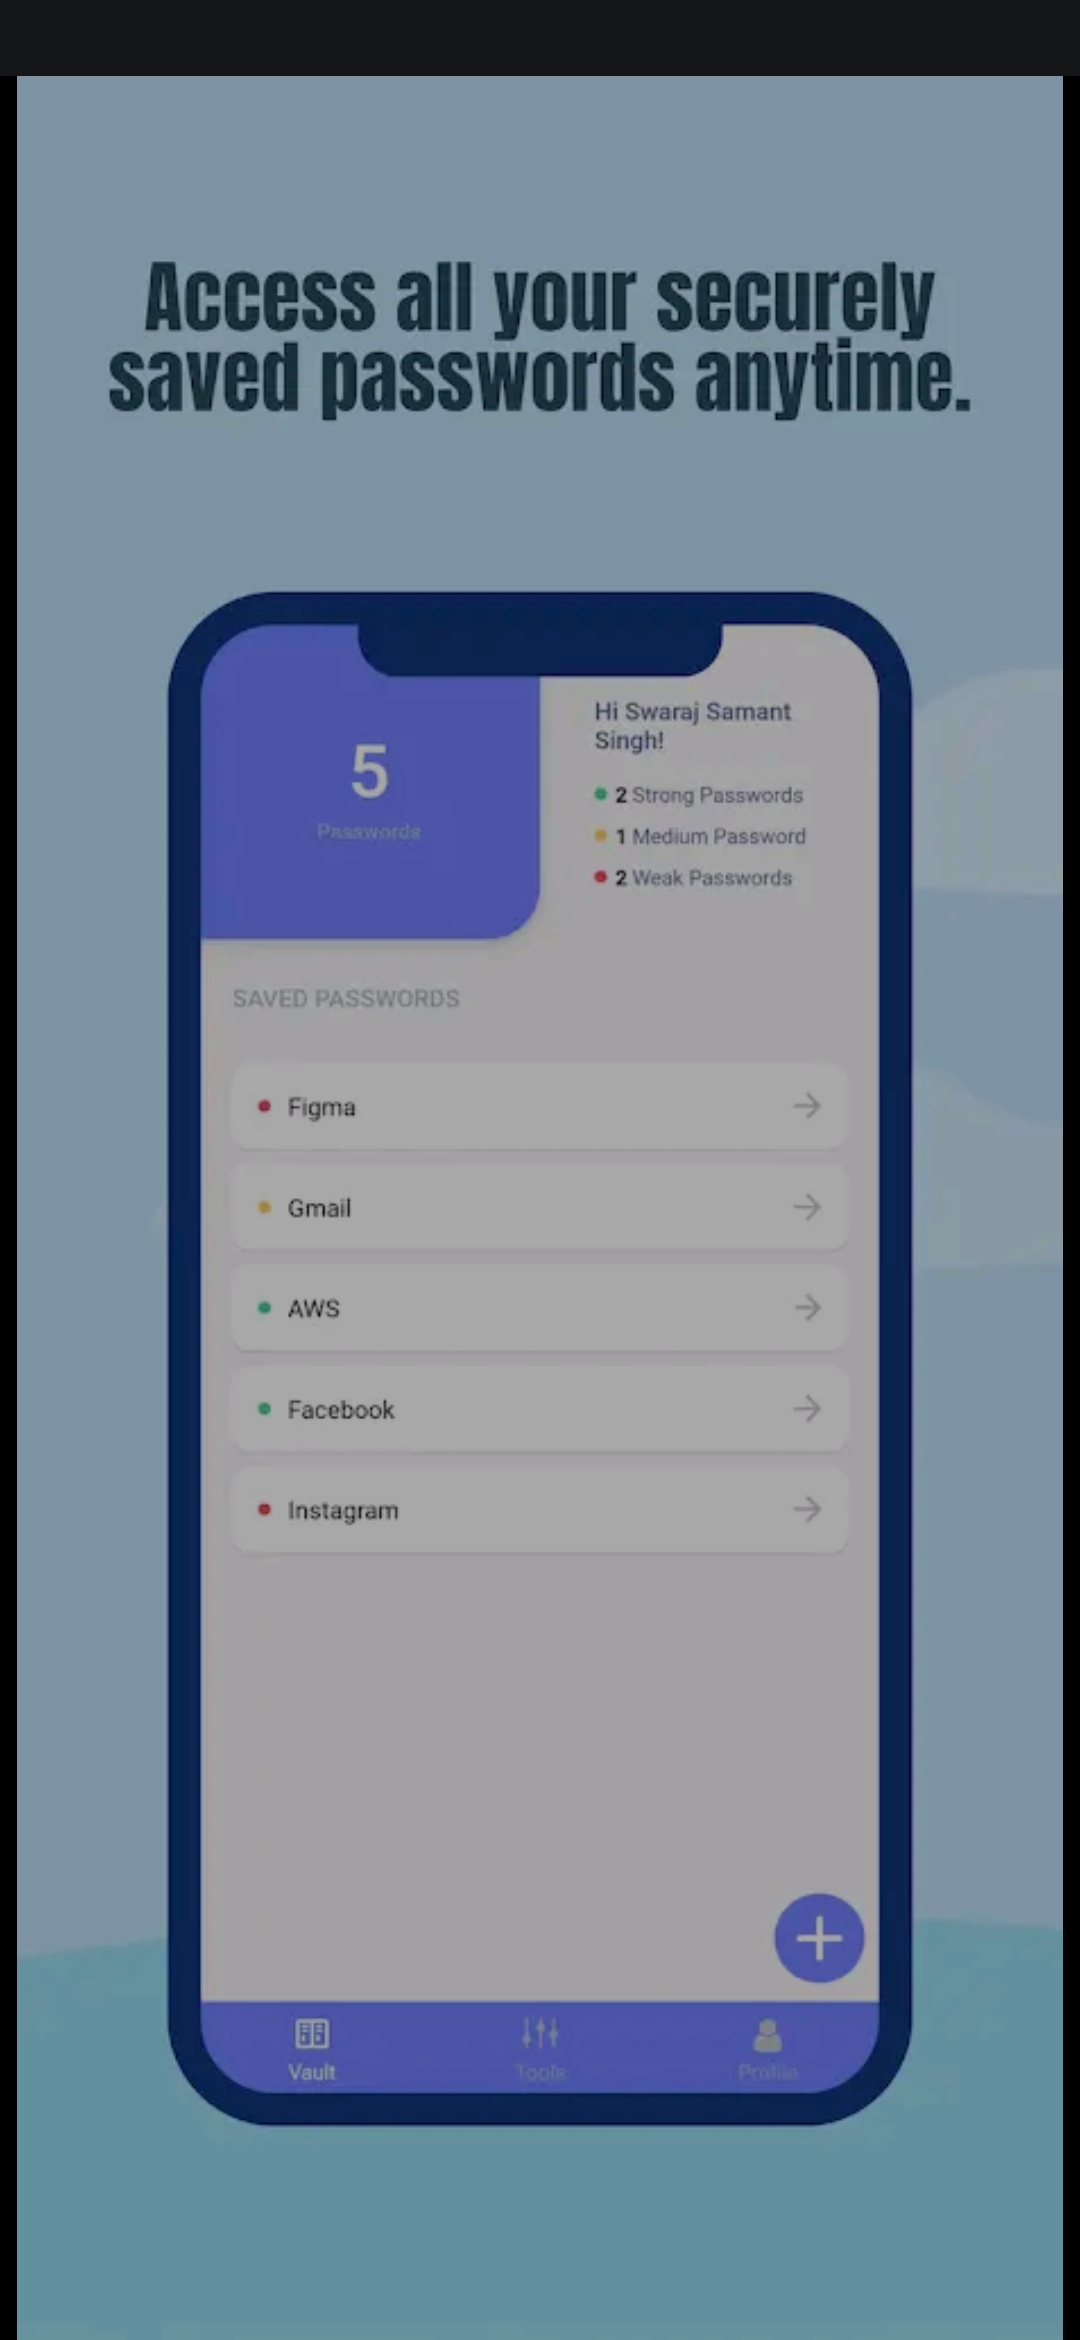 Access all your securely
saved passwords anytime.
5
Passwords
Hi Swaraj Samant
Singh!
2 Strong Passwords
1 Medium Password
2 Weak Passwords
SAVED PASSWORDS
Figma
Gmail
AWS
Facebook
Instagram
Vault
Tools
Profile